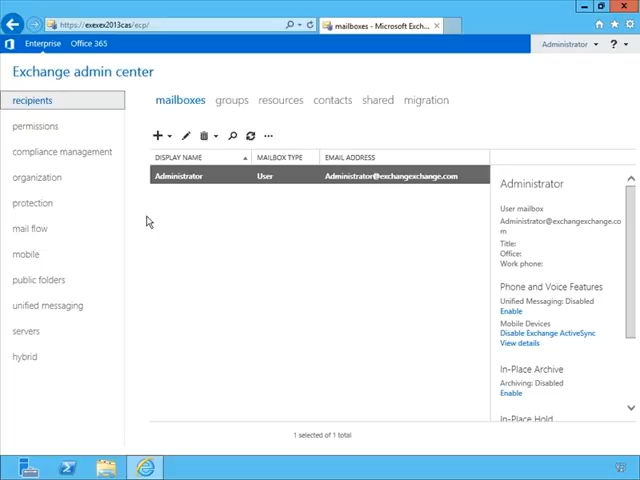 https://exexex2013cas/ecp/
mailboxes - Microsoft Exch...
Enterprise Office 365
Administrator ?
Exchange admin center
recipients
permissions
compliance management
organization
protection
mail flow
mobile
public folders
unified messaging
servers
hybrid
mailboxes groups resources contacts shared migration
DISPLAY NAME MAILBOX TYPE EMAIL ADDRESS
Administrator User Administrator@exchangexchange.com
Administrator
User mailbox
Administrator@exchangexchange.co
m
Title:
Office:
Work phone:
Phone and Voice Features
Unified Messaging: Disabled
Enable
Mobile Devices
Disable Exchange ActiveSync
View details
In-Place Archive
Archiving: Disabled
Enable
In-Place Hold
1 selected of 1 total